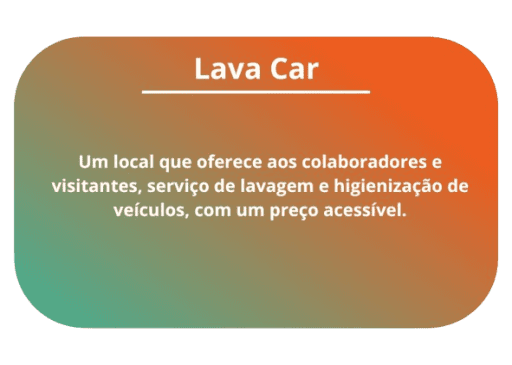 Lava Car
Um local que oferece aos colaboradores e
visitantes, serviço de lavagem e higienização de
veículos, com um preço acessível.